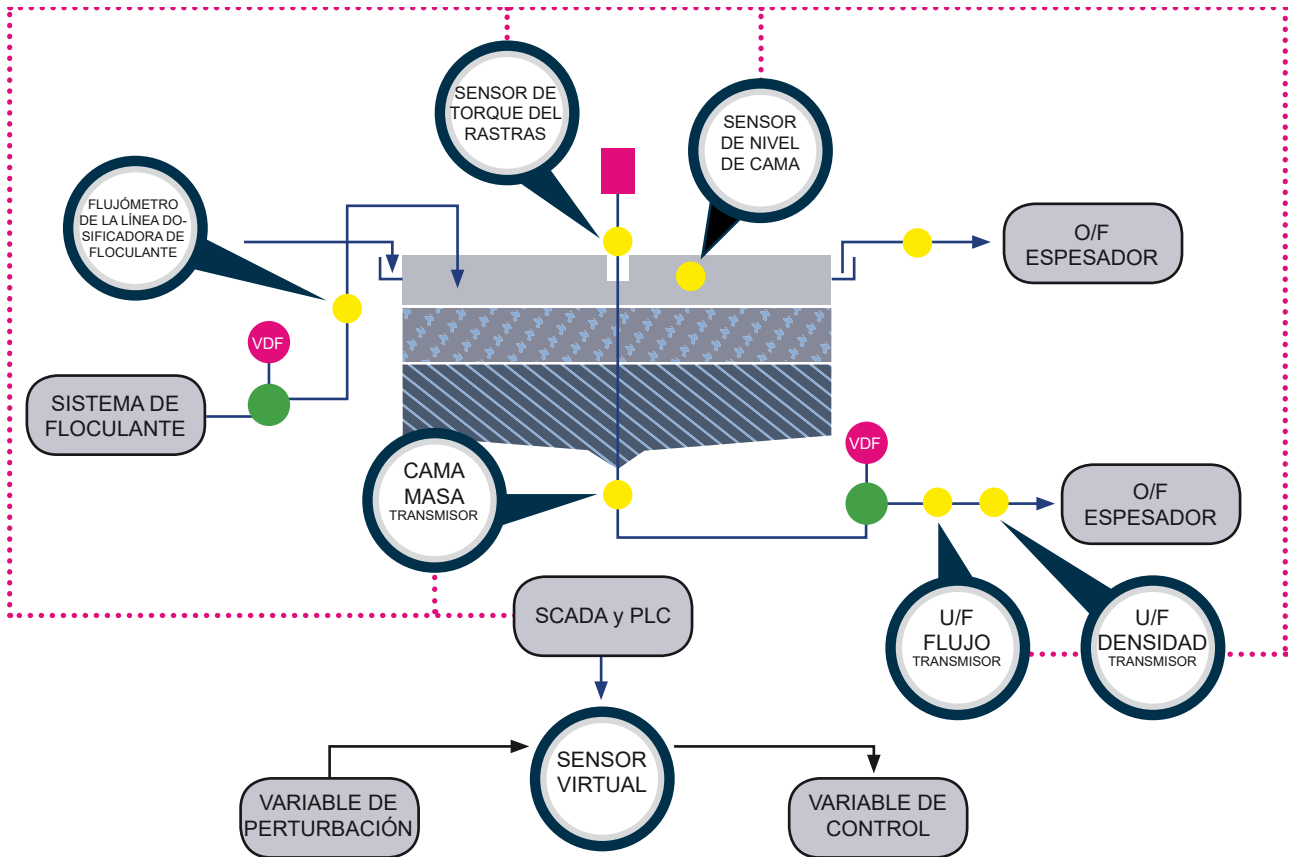 SENSOR DE
TORQUE DEL
RASTRAS
SENSOR
DE NIVEL
DE CAMA
FLUJÓMETRO
DE LA LÍNEA DO-
SIFICADORA DE
FLOCULANTE
O/F
ESPESADOR
VDF
SISTEMA DE
FLOCULANTE
CAMA
MASA
TRANSMISOR
VDF
O/F
ESPESADOR
SCADA y PLC
U/F
FLUJO
TRANSMISOR
U/F
DENSIDAD
TRANSMISOR
SENSOR
VIRTUAL
VARIABLE DE
PERTURBACIÓN
VARIABLE DE
CONTROL